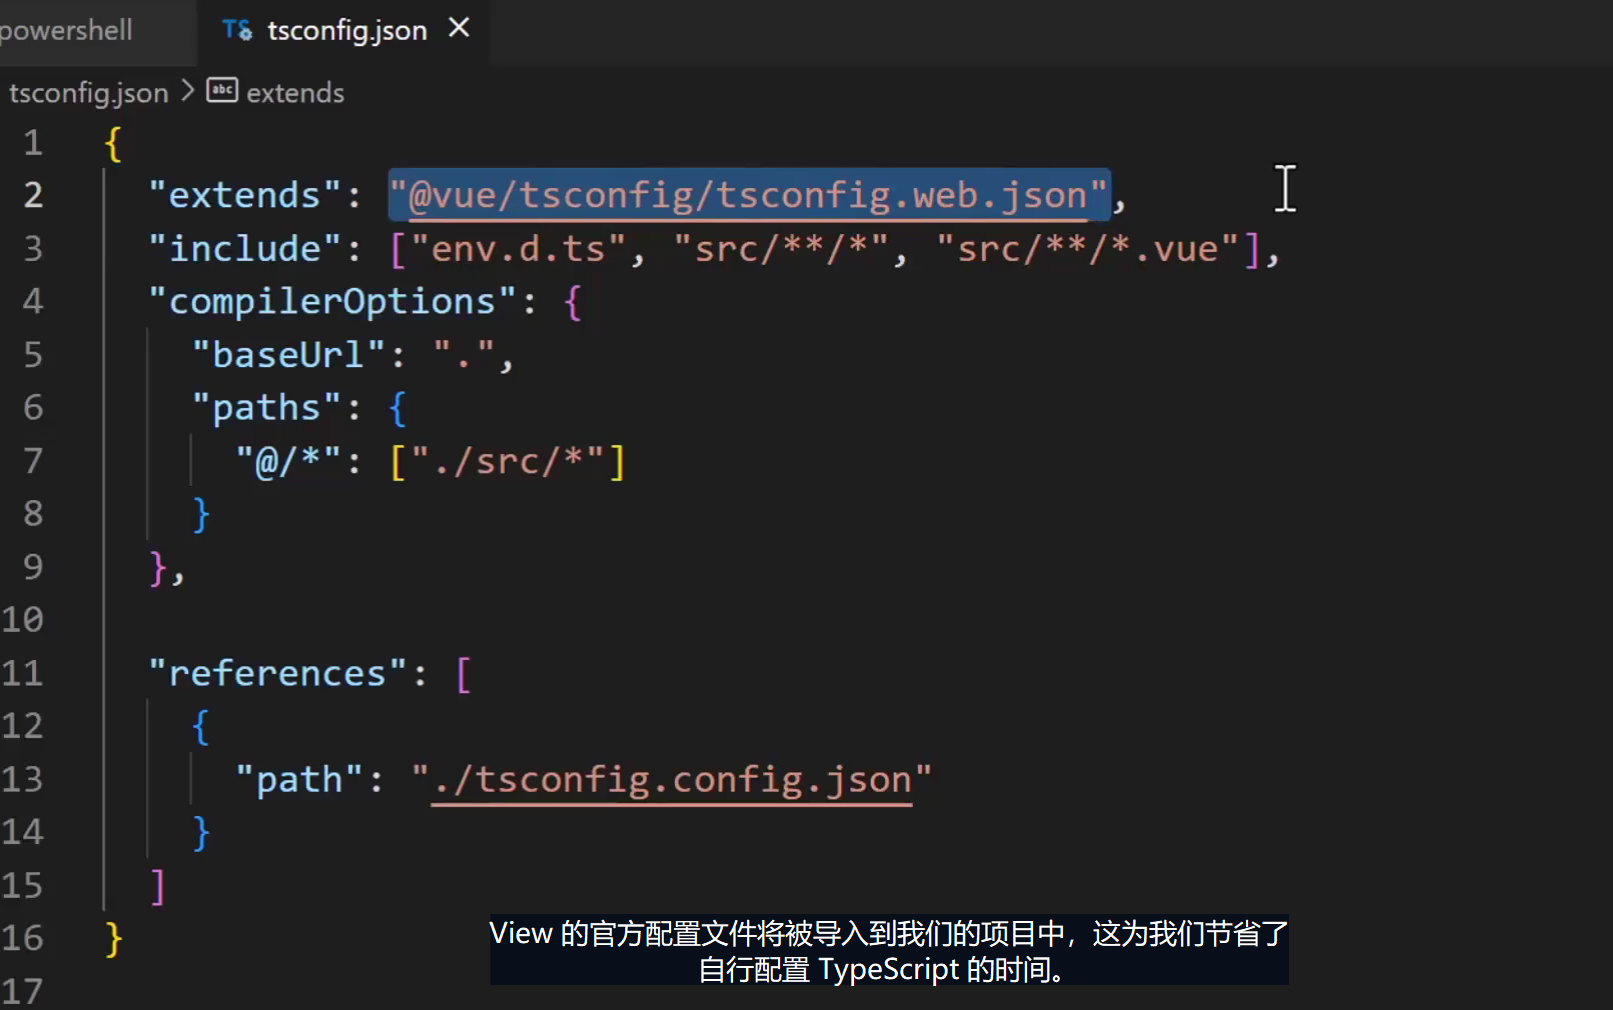 powershell
TS tsconfig.json ×
tsconfig.json > abc extends
1 {
2 "extends": "@vue/tsconfig/tsconfig.web.json",
3 "include": ["env.d.ts", "src/**/*", "src/**/*.vue"],
4 "compilerOptions": {
5 "baseUrl": ".",
6 "paths": {
7 "@/*": ["./src/*"]
8 }
9 },
10
11 "references": [
12 {
13 "path": "./tsconfig.config.json"
14 }
15 ]
16 }
17
View 的官方配置文件将被导入到我们的项目中，这为我们节省了
自行配置 TypeScript 的时间。